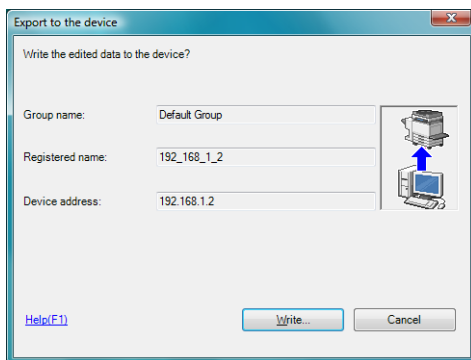 Export to the device
Write the edited data to the device?
Group name: Default Group
Registered name: 192_168_1_2
Device address: 192.168.1.2
Help(F1) Write... Cancel